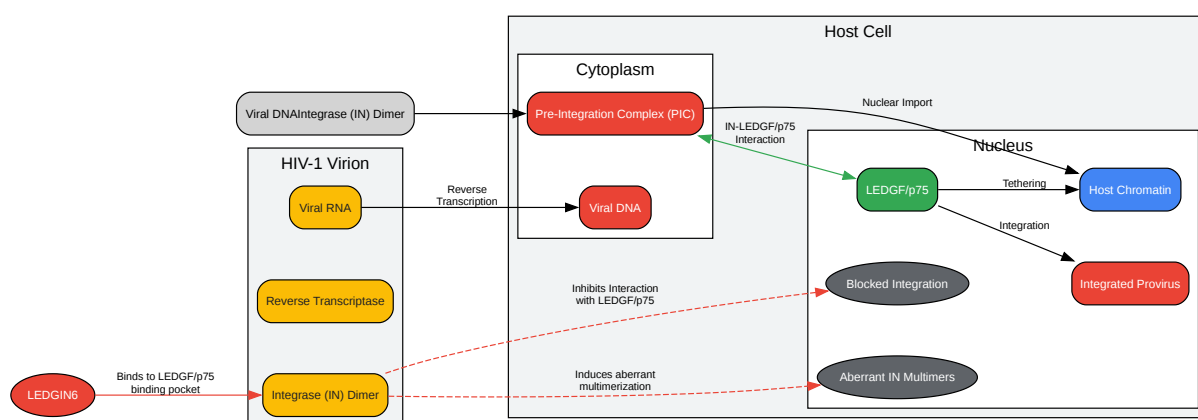 Host Cell
Cytoplasm
Viral DNAIntegrase (IN) Dimer
Pre-Integration Complex (PIC)
Nuclear Import
IN-LEDGF/p75
Interaction
Nucleus
HIV-1 Virion
Viral RNA
Reverse
Transcription
Viral DNA
LEDGF/p75
Tethering
Host Chromatin
Integration
Reverse Transcriptase
Inhibits Interaction
with LEDGF/p75
Blocked Integration
Integrated Provirus
LEDGIN6
Binds to LEDGF/p75
binding pocket
Integrase (IN) Dimer
Induces aberrant
multimerization
Aberrant IN Multimers